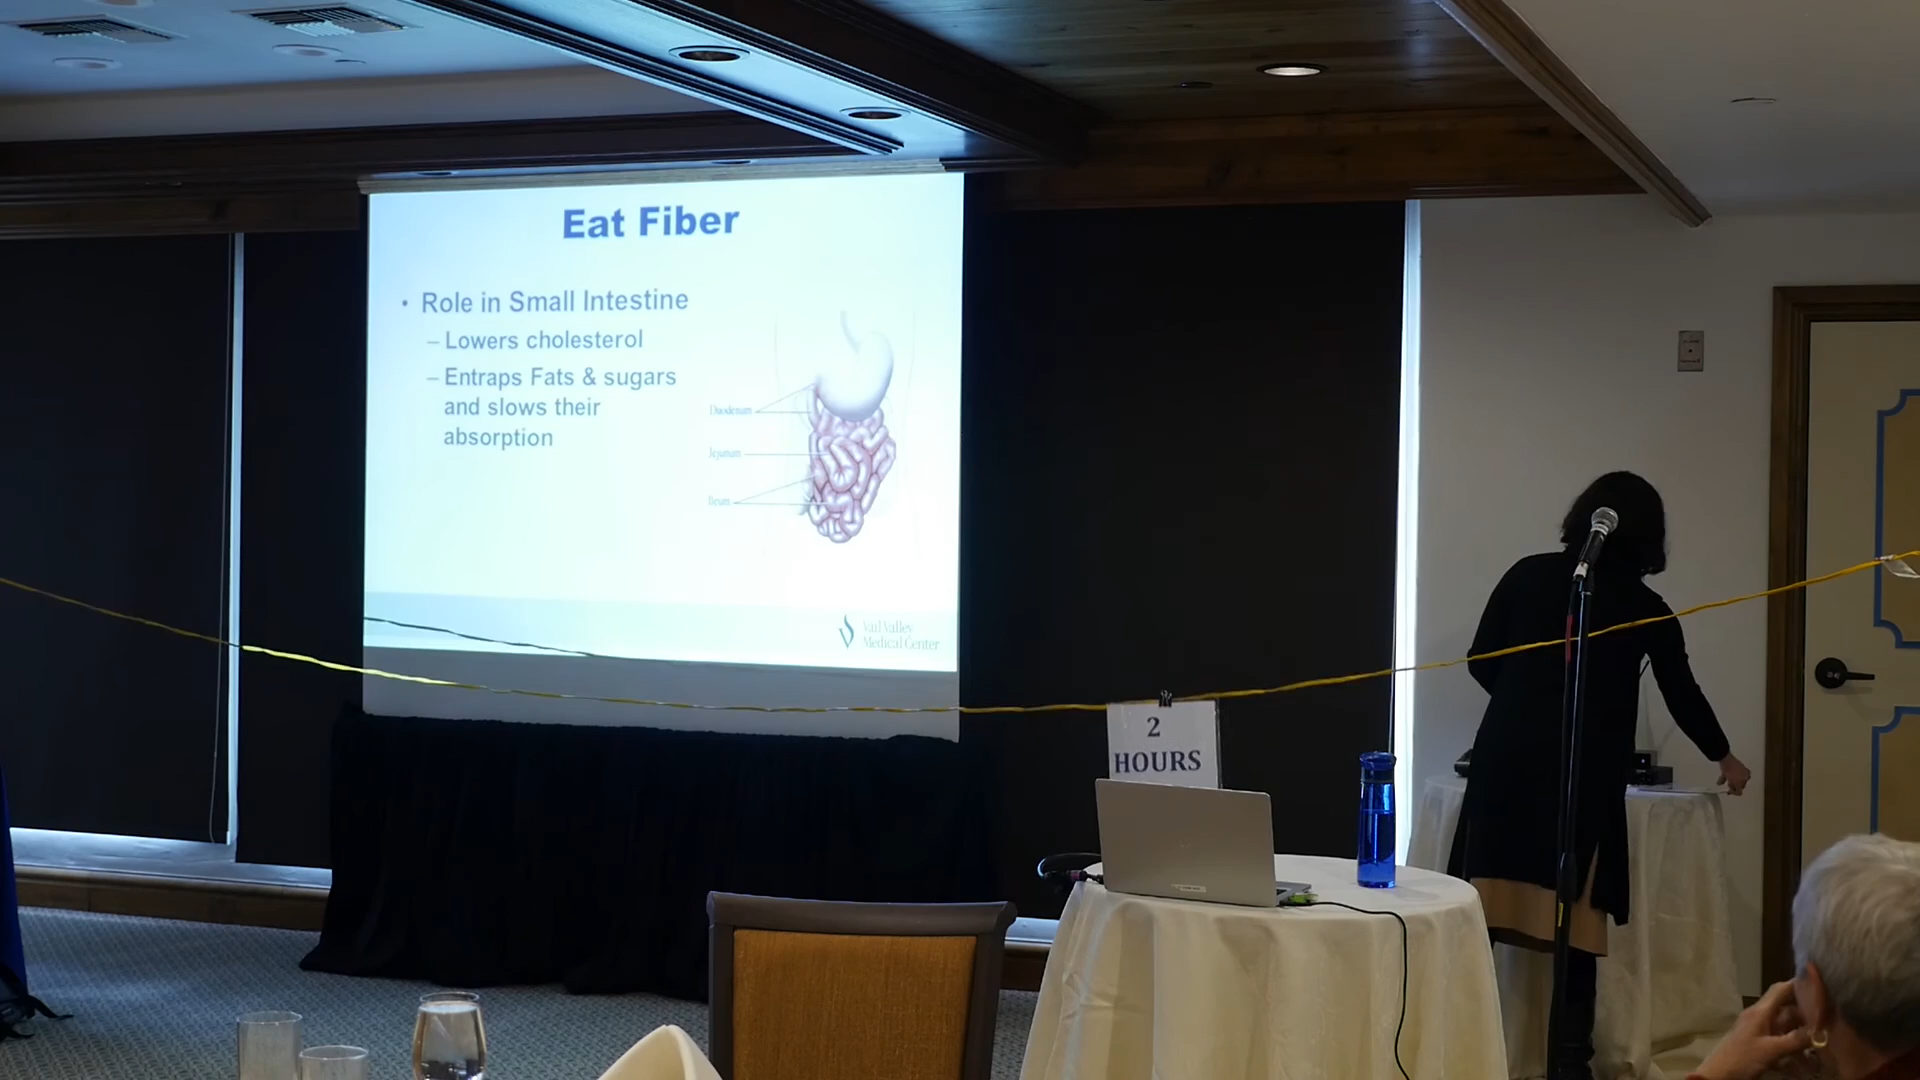 Eat Fiber
• Role in Small Intestine
– Lowers cholesterol
– Entraps Fats & sugars
and slows their
absorption
Duodenum
Jejunum
Ileum
Vail Valley
Medical Center
2
HOURS